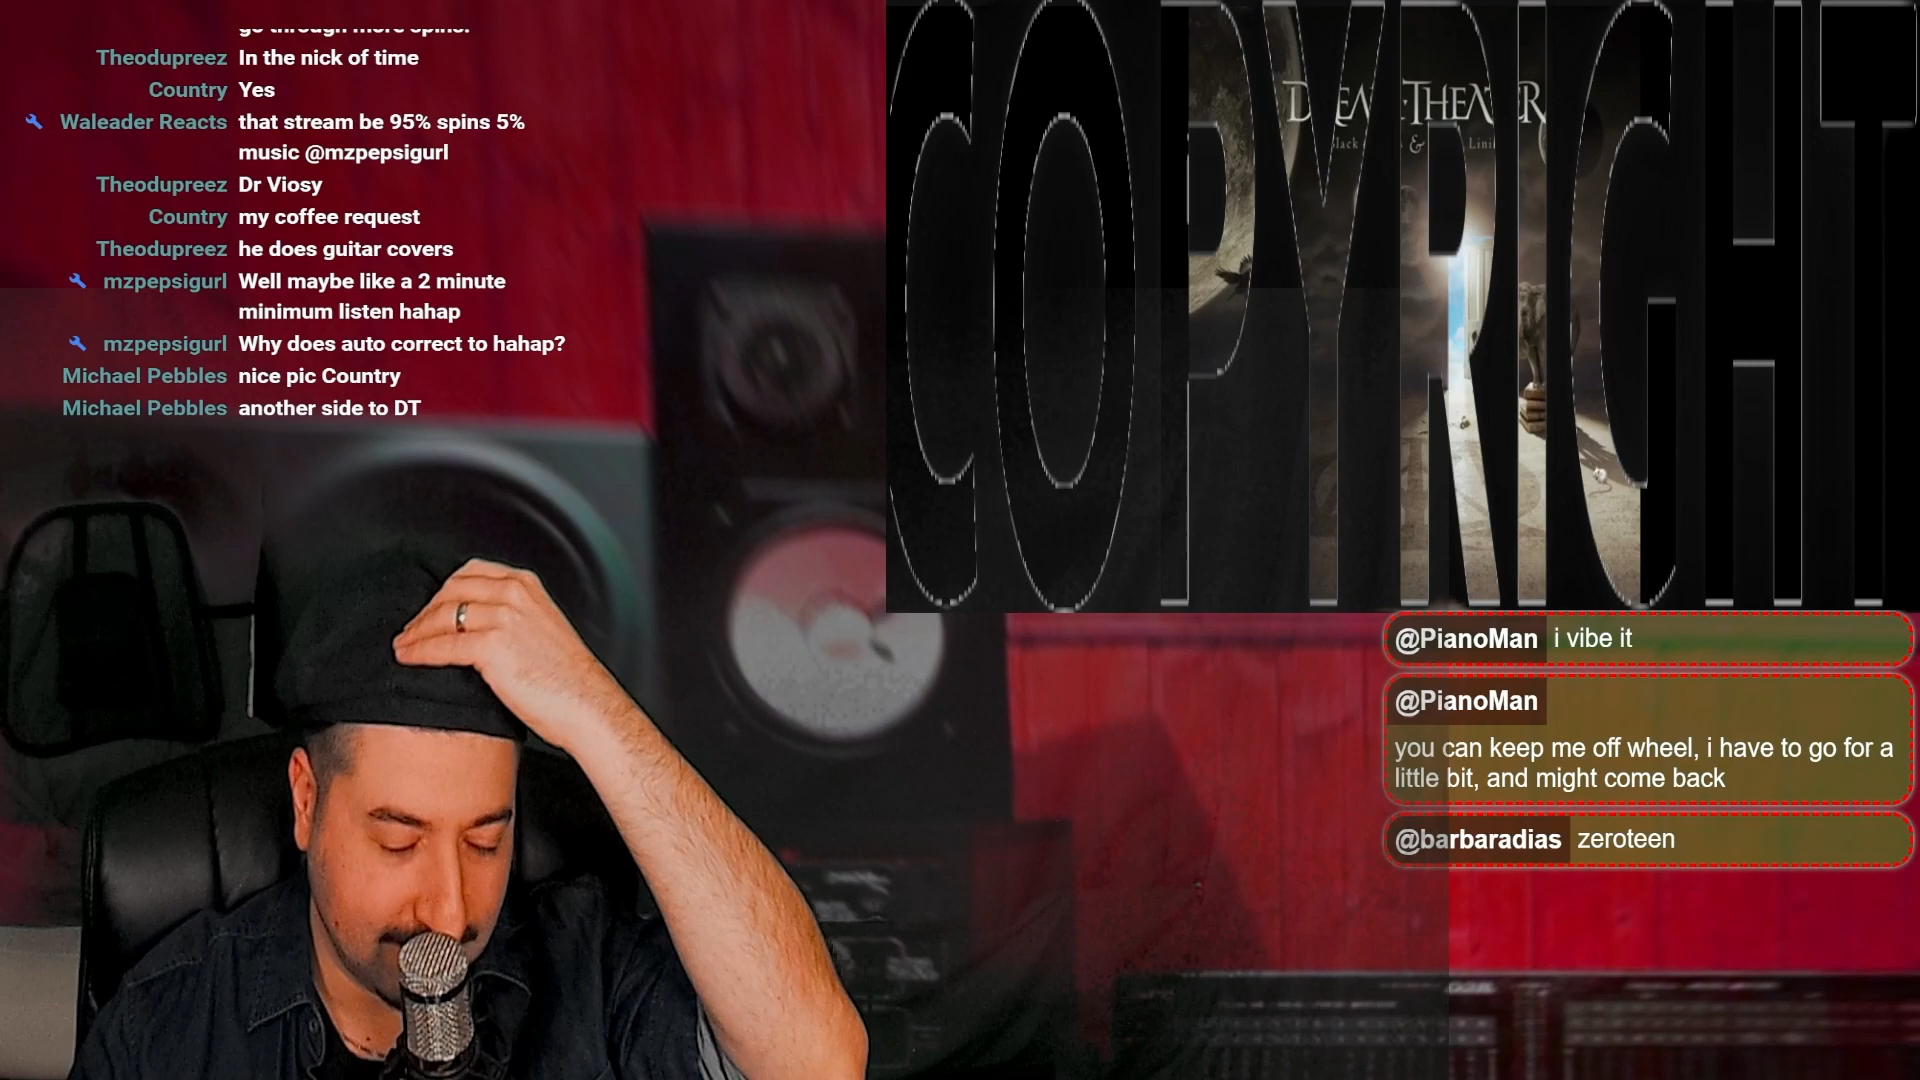 go through more spins.
Theodupreez In the nick of time
Country Yes
Waleader Reacts that stream be 95% spins 5%
music @mzpepsigurl
Theodupreez Dr Viosy
Country my coffee request
Theodupreez he does guitar covers
mzpepsigurl Well maybe like a 2 minute
minimum listen hahap
mzpepsigurl Why does auto correct to hahap?
Michael Pebbles nice pic Country
Michael Pebbles another side to DT
COPYRIGHT
@PianoMan i vibe it
@PianoMan
you can keep me off wheel, i have to go for a
little bit, and might come back
@barbaradias zeroteen